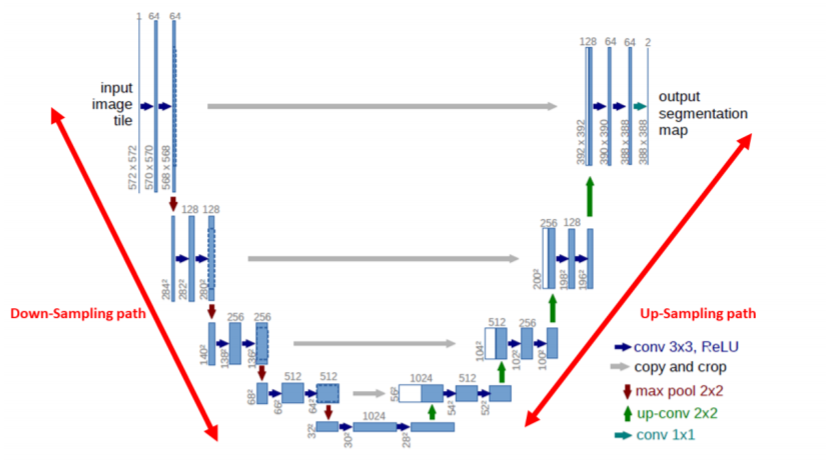 1 64 64
128 64 64 2
input
image
tile
output
segmentation
map
572 x 572
570 x 570
568 x 568
392 x 392
390 x 390
388 x 388
388 x 388
128 128
256 128
284²
282²
280²
200²
198²
196²
Down-Sampling path
Up-Sampling path
256 256
512 256
140²
138²
136²
104²
102²
100²
conv 3x3, ReLU
copy and crop
max pool 2x2
up-conv 2x2
conv 1x1
512 512
1024 512
68²
66²
64²
56²
54²
52²
1024
32²
30²
28²